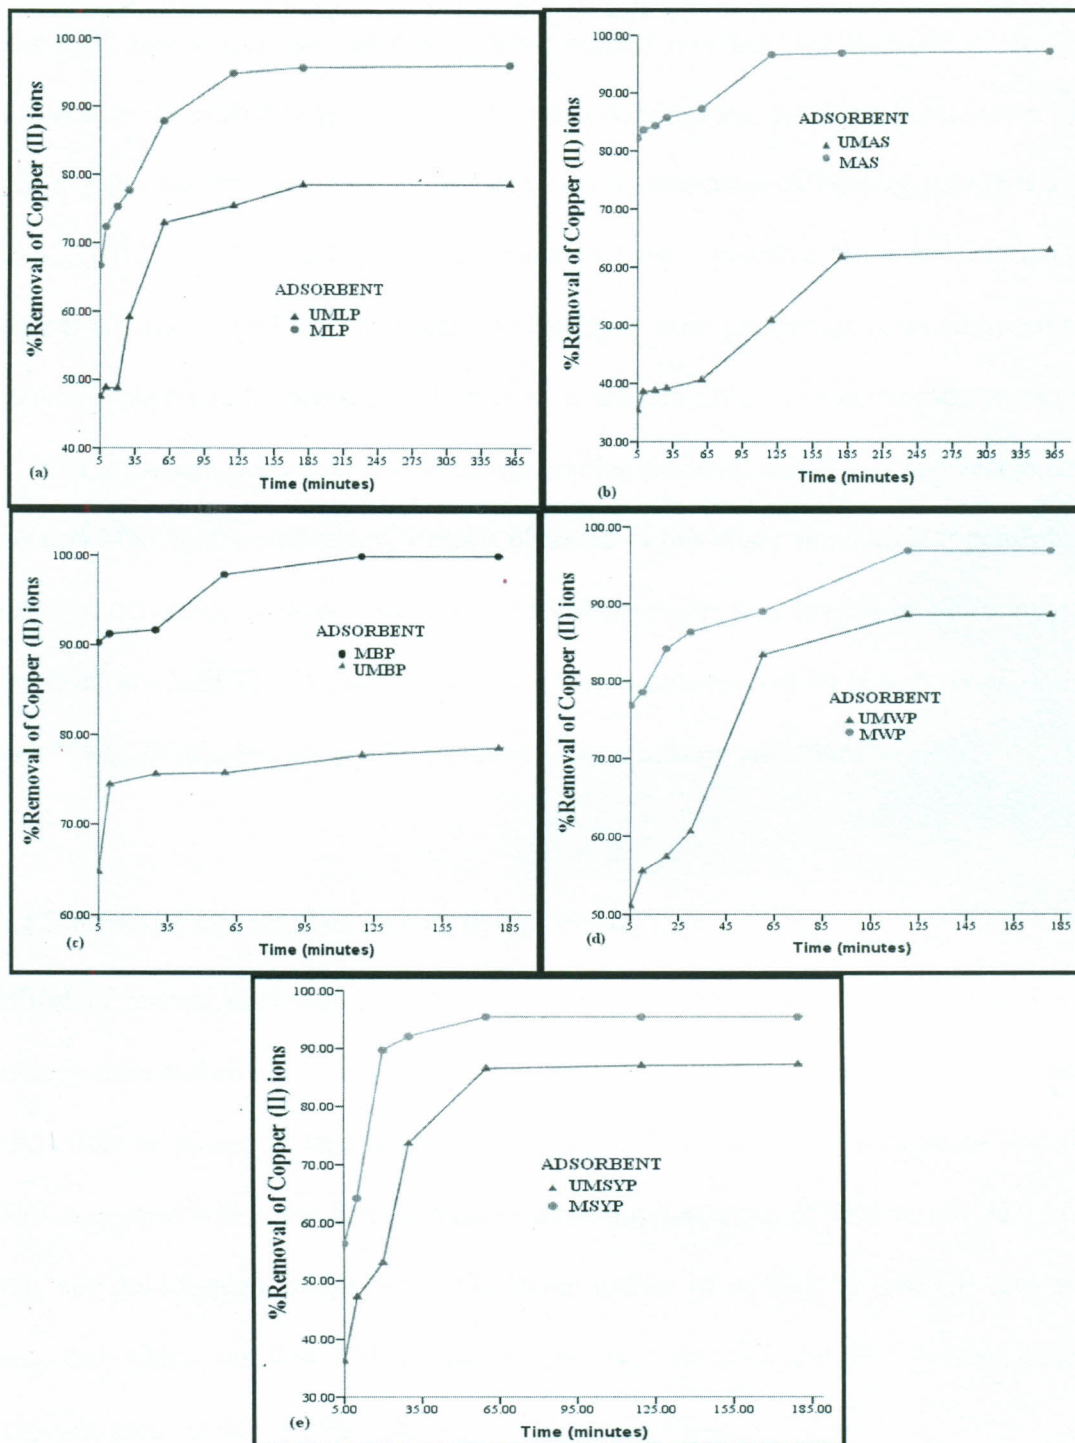 %Removal of Copper (II) ions
100.00
90.00
80.00
70.00
60.00
50.00
40.00
ADSORBENT
UMLP
MLP
5 35 65 95 125 155 185 215 245 275 305 335 365
Time (minutes)
(a)
%Removal of Copper (II) ions
100.00
90.00
80.00
70.00
60.00
50.00
40.00
30.00
ADSORBENT
UMAS
MAS
5 35 65 95 125 155 185 215 245 275 305 335 365
Time (minutes)
(b)
%Removal of Copper (II) ions
100.00
90.00
80.00
70.00
60.00
ADSORBENT
MBP
UMBP
5 35 65 95 125 155 185
Time (minutes)
(c)
%Removal of Copper (II) ions
100.00
90.00
80.00
70.00
60.00
50.00
ADSORBENT
UMWP
MWP
5 25 45 65 85 105 125 145 165 185
Time (minutes)
(d)
%Removal of Copper (II) ions
100.00
90.00
80.00
70.00
60.00
50.00
40.00
30.00
ADSORBENT
UMSYP
MSYP
5.00 35.00 65.00 95.00 125.00 155.00 185.00
Time (minutes)
(e)